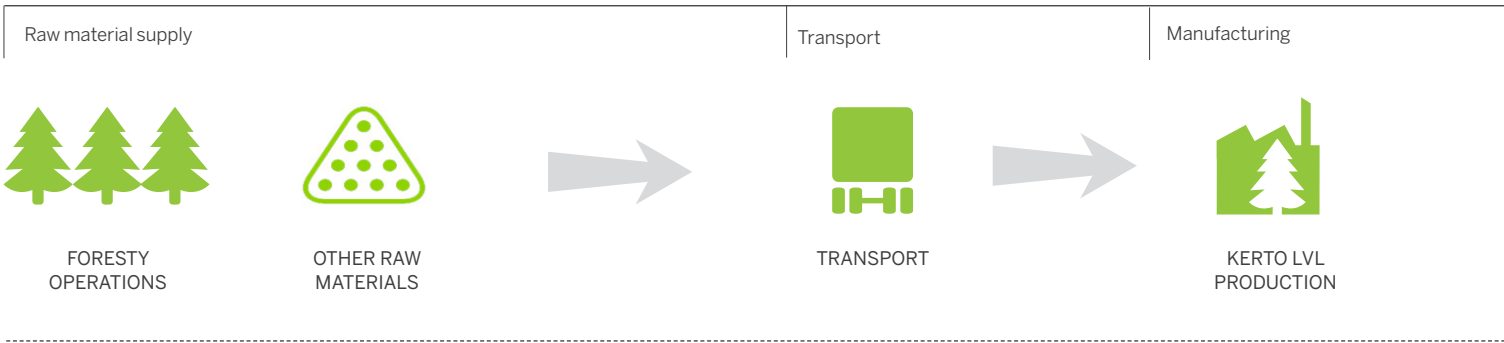 Raw material supply
Transport
Manufacturing
FORESTY
OPERATIONS
OTHER RAW
MATERIALS
TRANSPORT
KERTO LVL
PRODUCTION